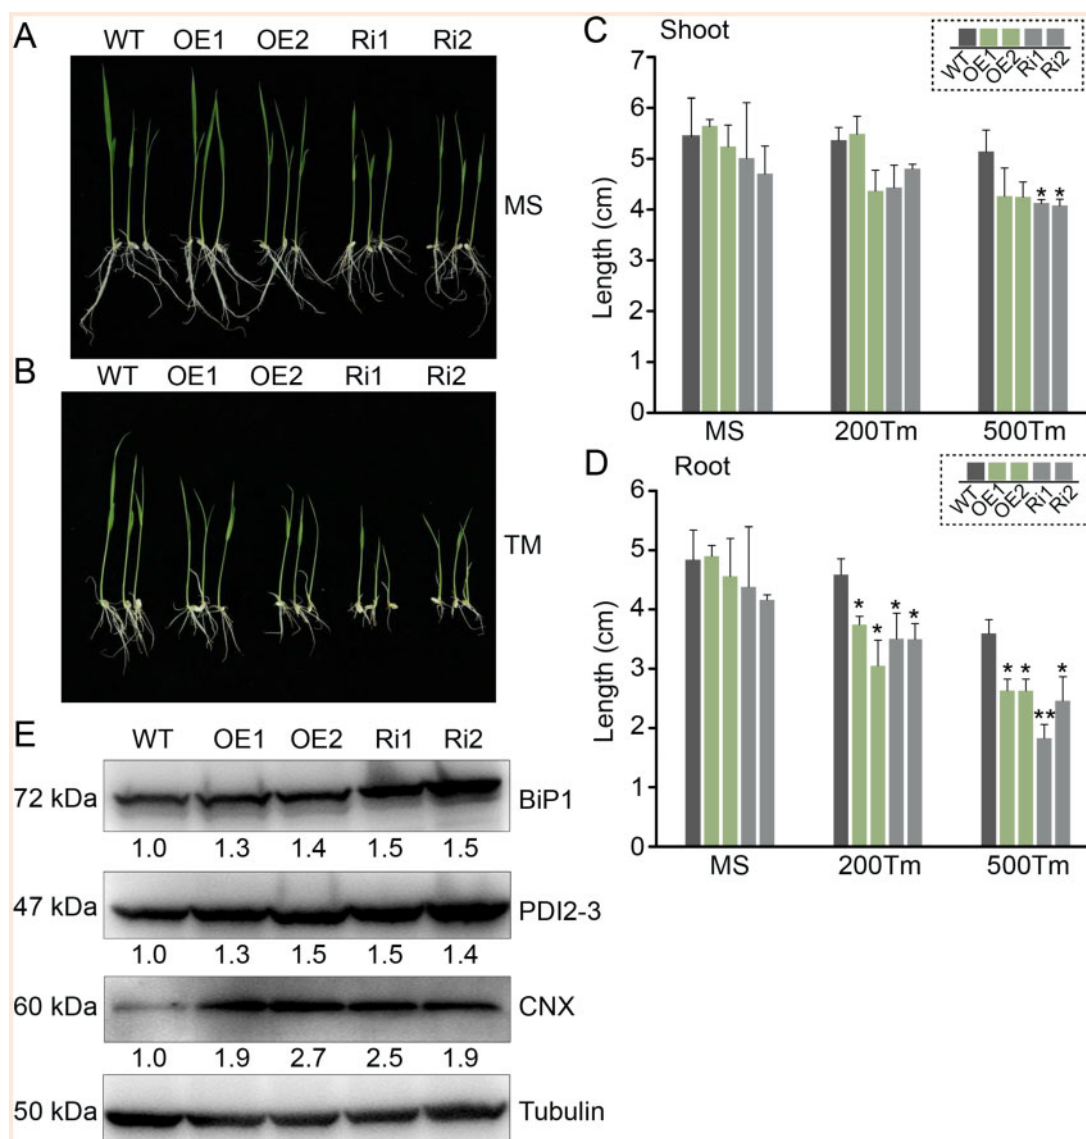 A
WT OE1 OE2 Ri1 Ri2
MS
B
WT OE1 OE2 Ri1 Ri2
TM
C Shoot
WT OE1 OE2 Ri1 Ri2
Length (cm)
7
6
5
4
3
2
1
0
* *
MS 200Tm 500Tm
D Root
WT OE1 OE2 Ri1 Ri2
Length (cm)
6
5
4
3
2
1
0
* * * *
* * ** *
MS 200Tm 500Tm
E
WT OE1 OE2 Ri1 Ri2
72 kDa BiP1
1.0 1.3 1.4 1.5 1.5
47 kDa PDI2-3
1.0 1.3 1.5 1.5 1.4
60 kDa CNX
1.0 1.9 2.7 2.5 1.9
50 kDa Tubulin